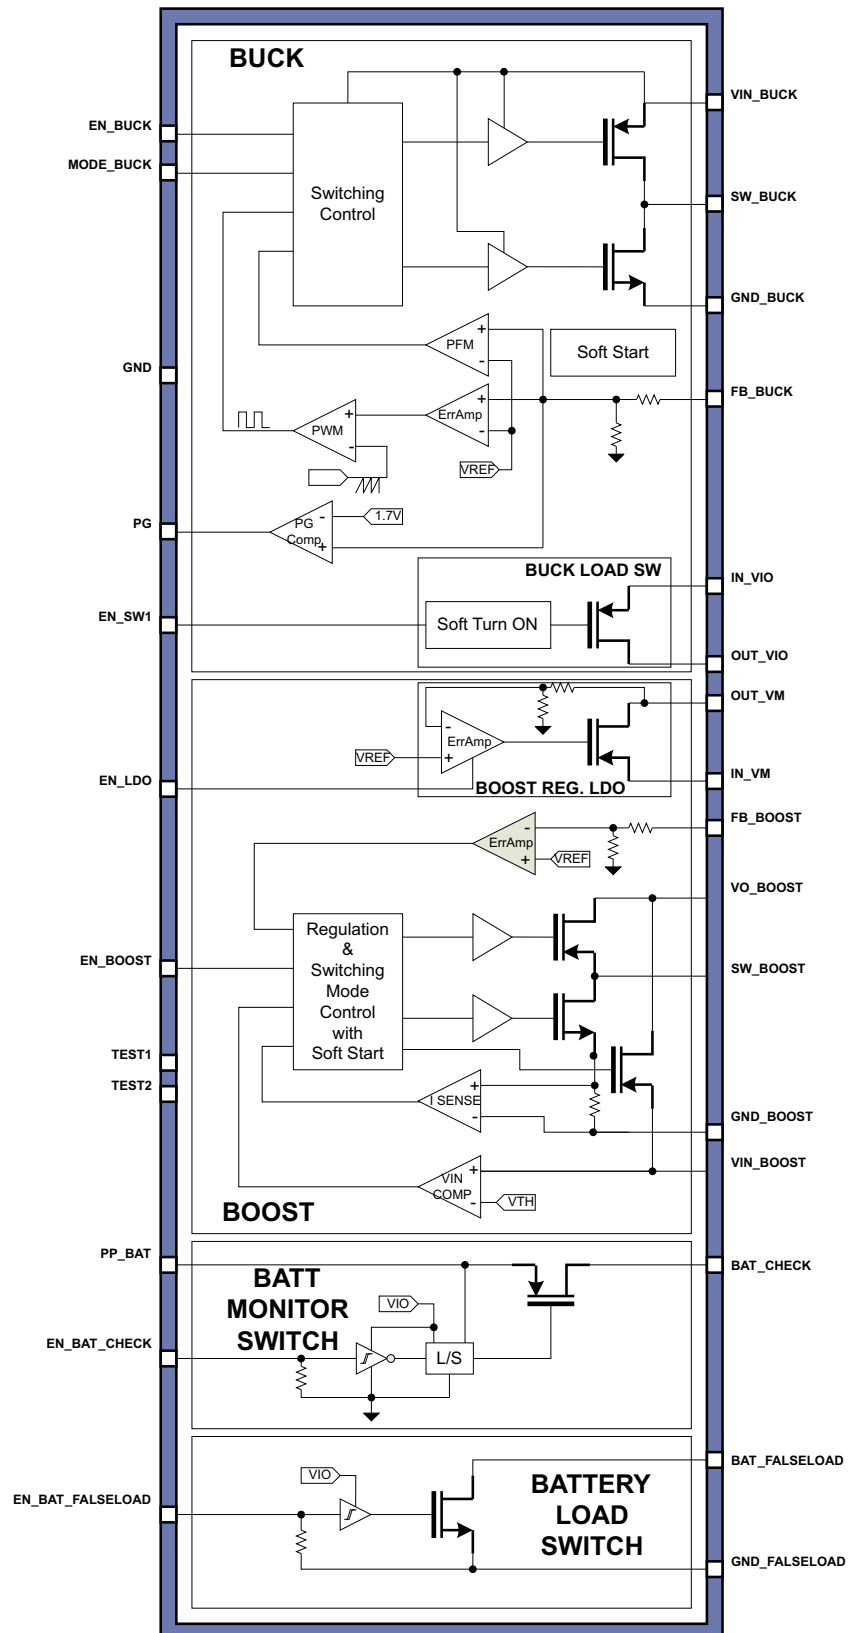 BUCK
VIN_BUCK
EN_BUCK
MODE_BUCK
Switching
Control
SW_BUCK
GND_BUCK
+
PFM
-
Soft Start
GND
FB_BUCK
+
ErrAmp
-
+
PWM
-
VREF
PG
-
1.7V
PG
Comp
+
BUCK LOAD SW
IN_VIO
EN_SW1
Soft Turn ON
OUT_VIO
OUT_VM
-
ErrAmp
VREF
+
IN_VM
EN_LDO
BOOST REG. LDO
FB_BOOST
-
ErrAmp
+
VREF
VO_BOOST
Regulation
&
Switching
Mode
Control
with
Soft Start
EN_BOOST
SW_BOOST
TEST1
TEST2
+
I SENSE
-
GND_BOOST
VIN_BOOST
+
VIN
COMP
-
VTH
BOOST
PP_BAT
BAT_CHECK
BATT
MONITOR
SWITCH
VIO
EN_BAT_CHECK
L/S
BAT_FALSELOAD
VIO
EN_BAT_FALSELOAD
BATTERY
LOAD
SWITCH
GND_FALSELOAD